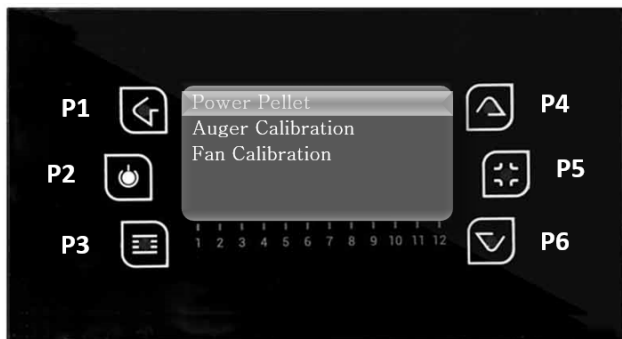 P1
P2
P3
Power Pellet
Auger Calibration
Fan Calibration
1 2 3 4 5 6 7 8 9 10 11 12
P4
P5
P6